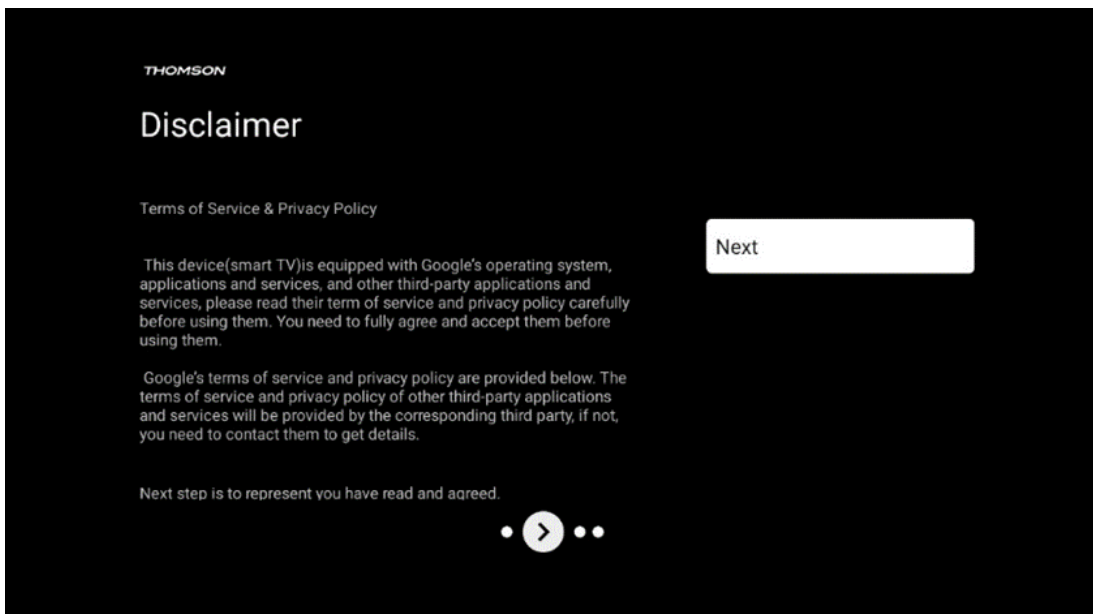 THOMSON
Disclaimer
Terms of Service & Privacy Policy
This device(smart TV)is equipped with Google's operating system,
applications and services, and other third-party applications and
services, please read their term of service and privacy policy carefully
before using them. You need to fully agree and accept them before
using them.
Google's terms of service and privacy policy are provided below. The
terms of service and privacy policy of other third-party applications
and services will be provided by the corresponding third party, if not,
you need to contact them to get details.
Next step is to represent you have read and agreed.
Next